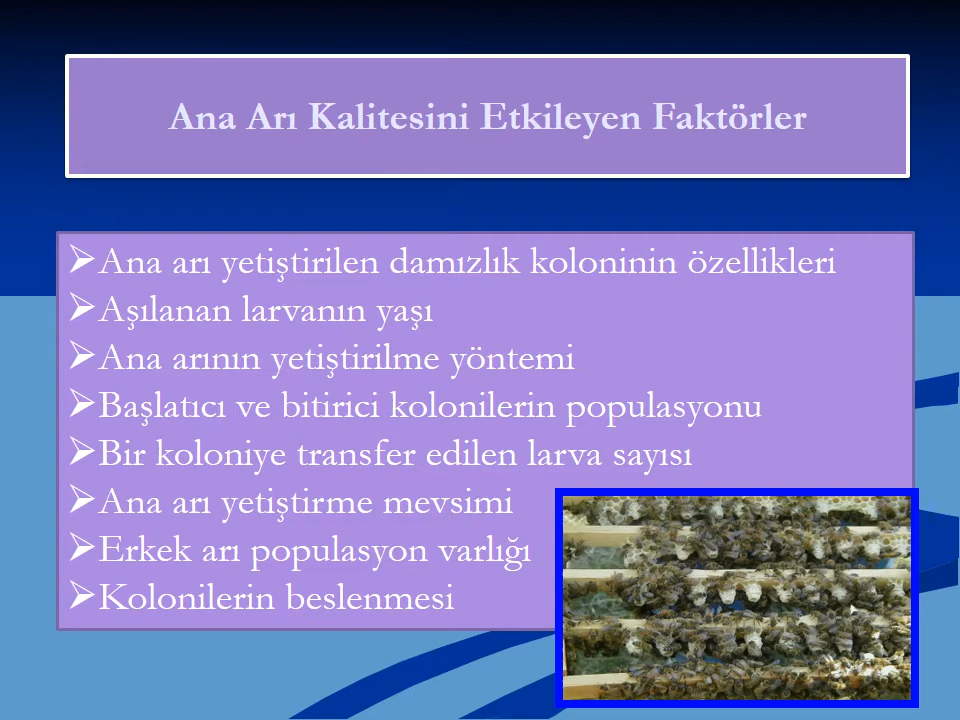 Ana Arı Kalitesini Etkileyen Faktörler
➢Ana arı yetiştirilen damızlık koloninin özellikleri
➢Aşılanan larvanın yaşı
➢Ana arının yetiştirilme yöntemi
➢Başlatıcı ve bitirici kolonilerin populasyonu
➢Bir koloniye transfer edilen larva sayısı
➢Ana arı yetiştirme mevsimi
➢Erkek arı populasyon varlığı
➢Kolonilerin beslenmesi